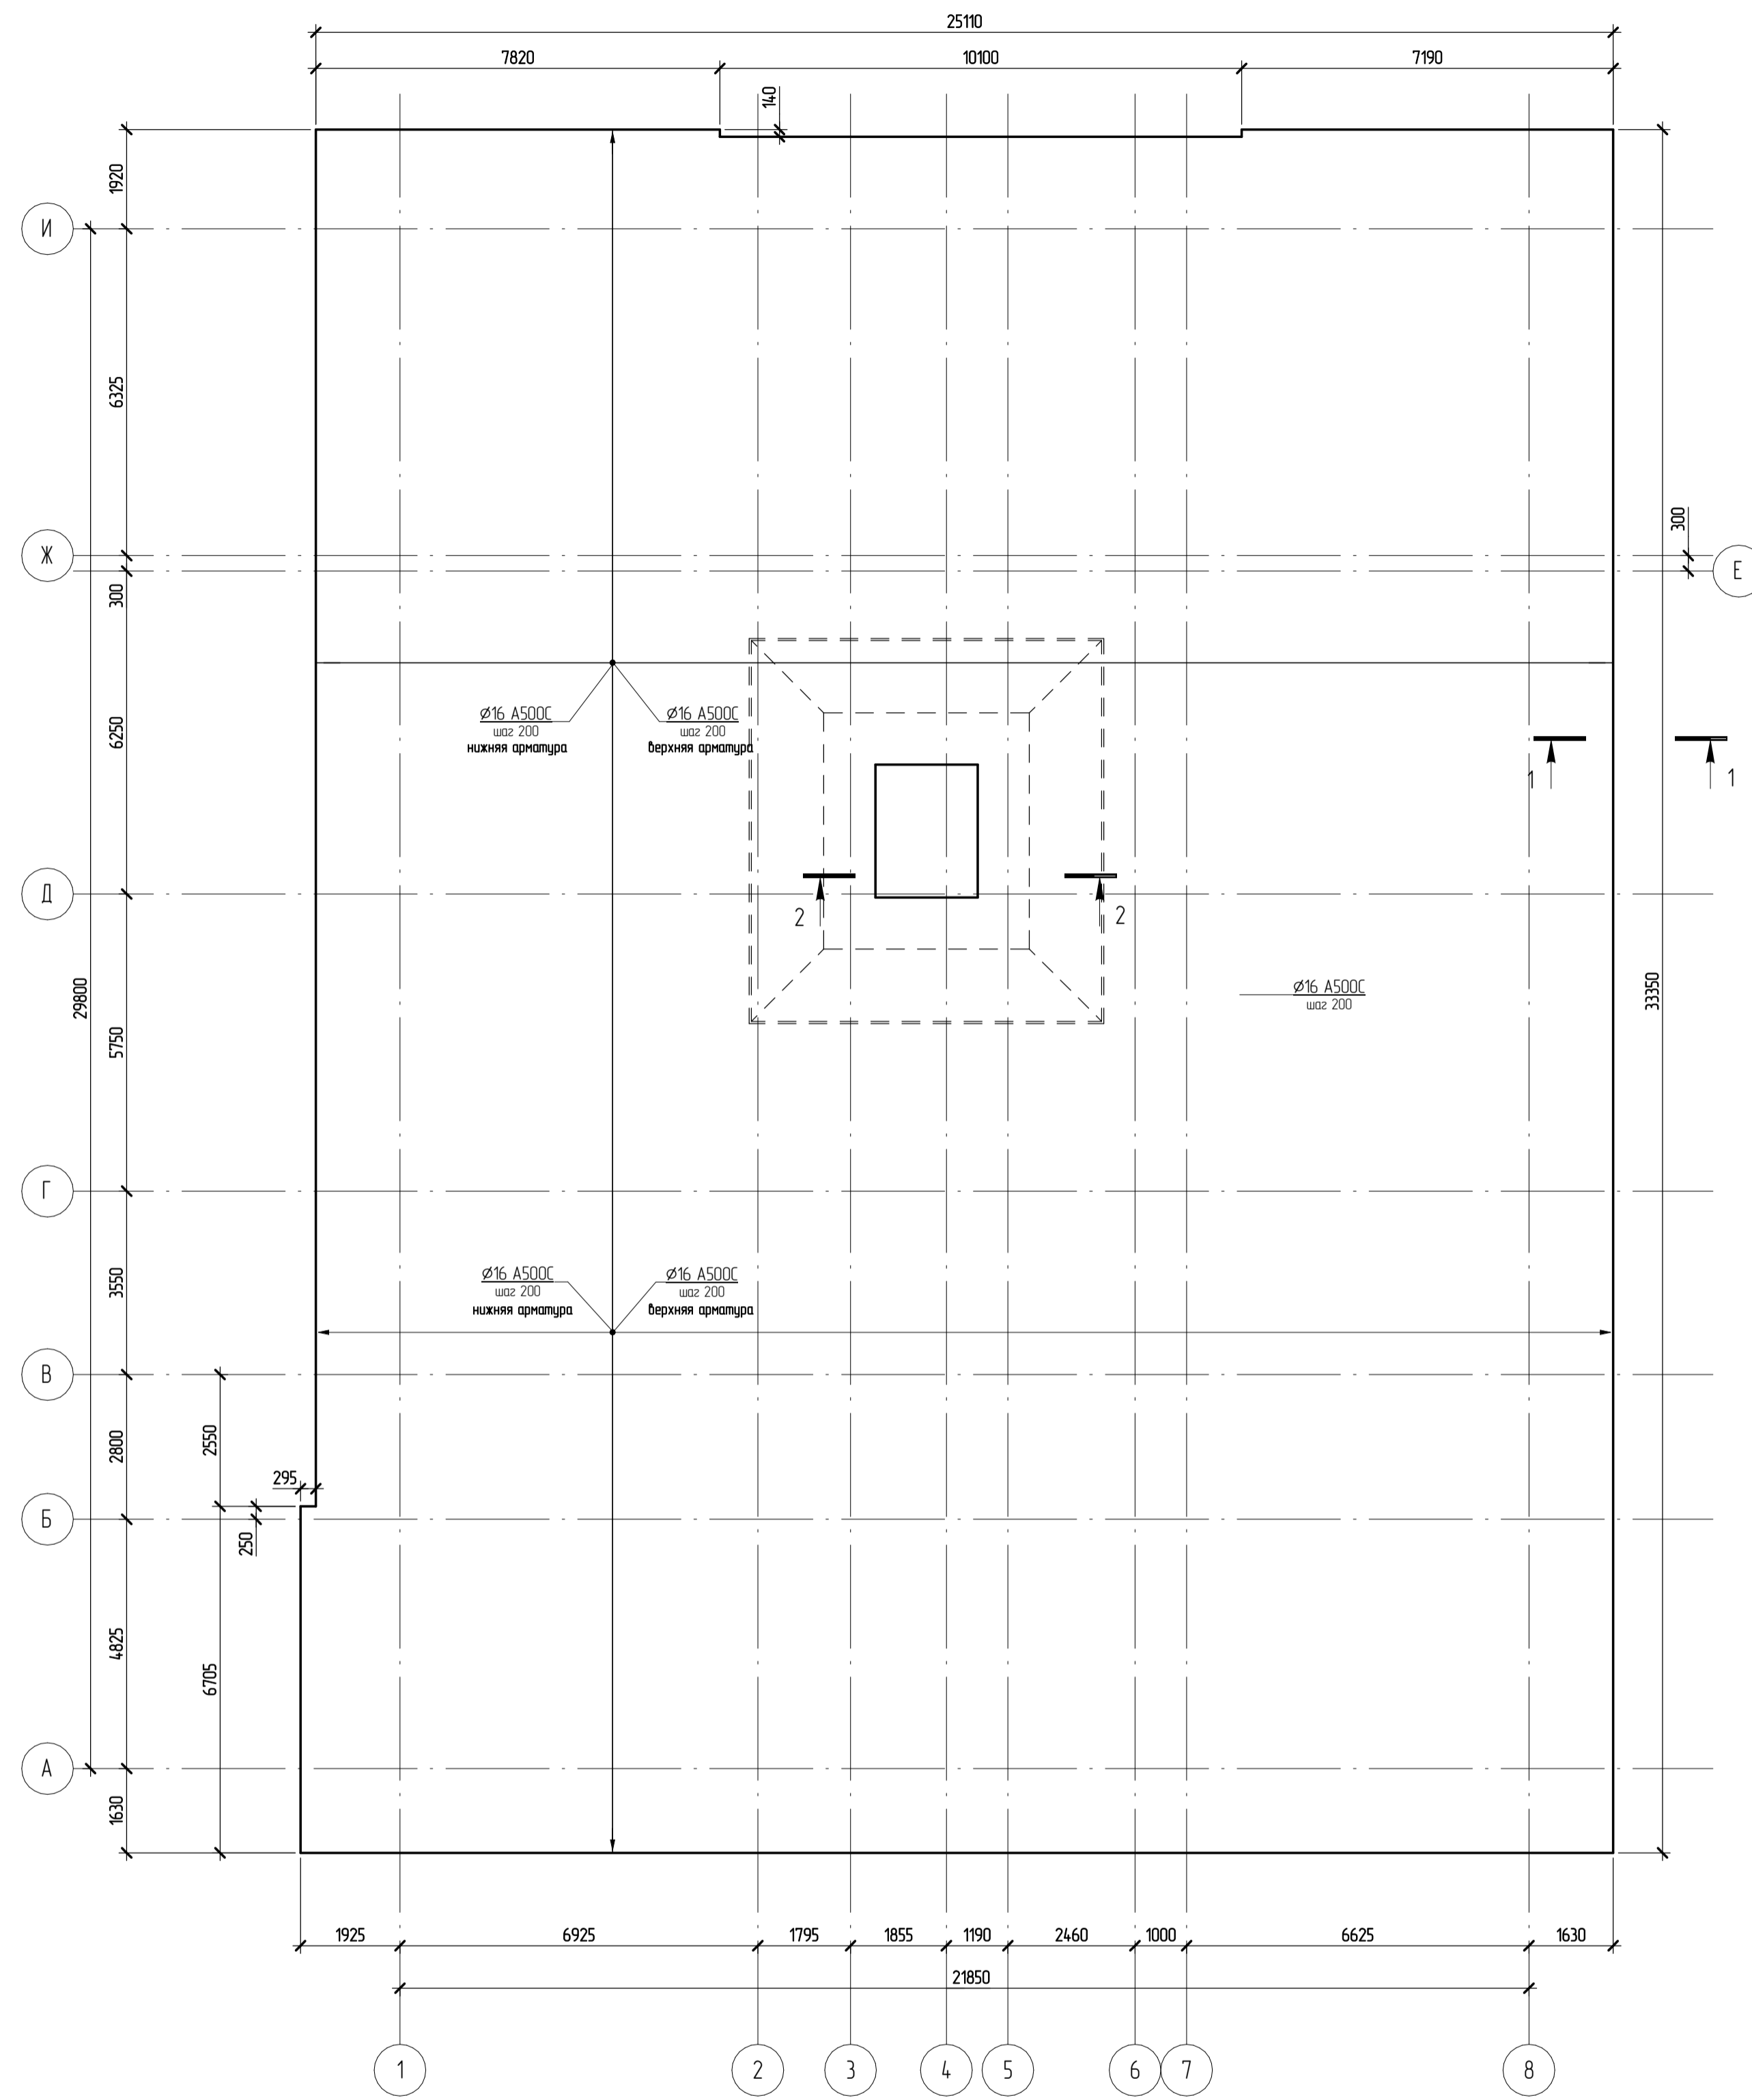 25110
7820
10100
7190
140
1920
И
6325
Ж
300
300
Е
6250
Ø16 А500С
шаг 200
нижняя арматура
Ø16 А500С
шаг 200
верхняя арматура
1
1
Д
2
2
29800
5750
Ø16 А500С
шаг 200
33350
Г
3550
Ø16 А500С
шаг 200
нижняя арматура
Ø16 А500С
шаг 200
верхняя арматура
В
2800
2550
295
Б
250
4825
6705
А
1630
1925
6925
1795
1855
1190
2460
1000
6625
1630
21850
1
2
3
4
5
6
7
8